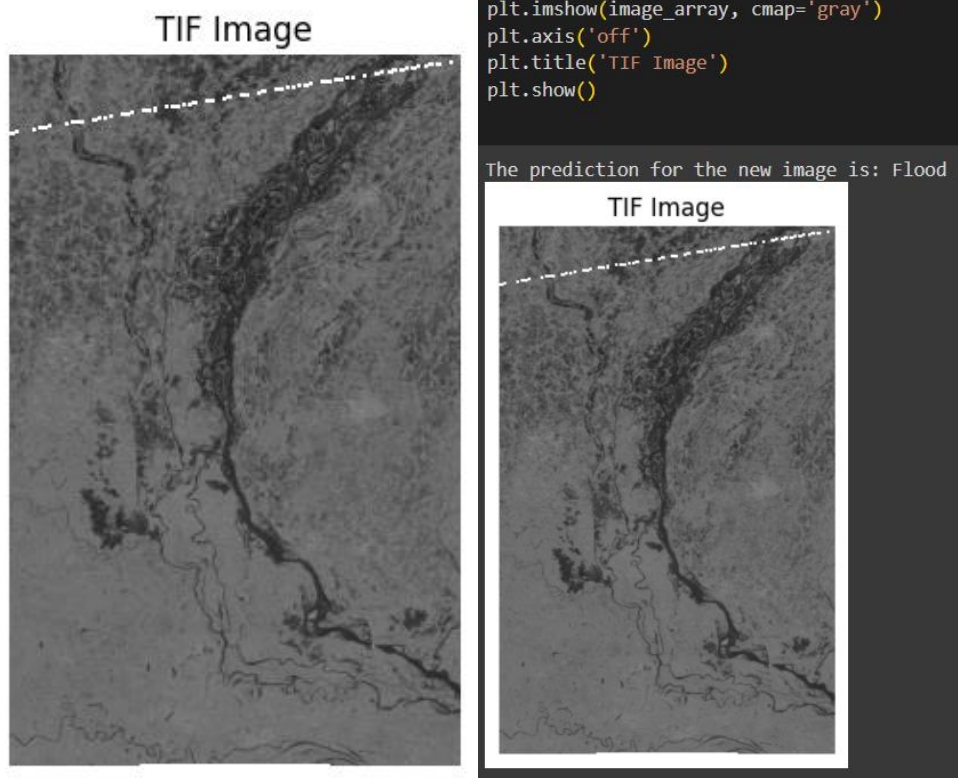 TIF Image
plt.imshow(image_array, cmap='gray')
plt.axis('off')
plt.title('TIF Image')
plt.show()
The prediction for the new image is: Flood
TIF Image